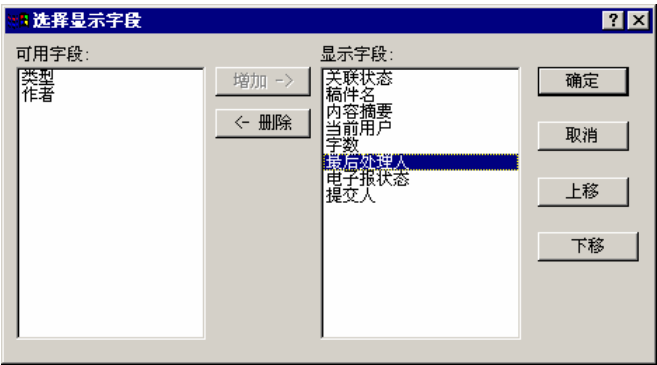 选择显示字段
可用字段:
类型
作者
增加 ->
<- 删除
显示字段:
关联状态
稿件名
内容摘要
当前用户
字数
最后处理人
电子报状态
提交人
确定
取消
上移
下移